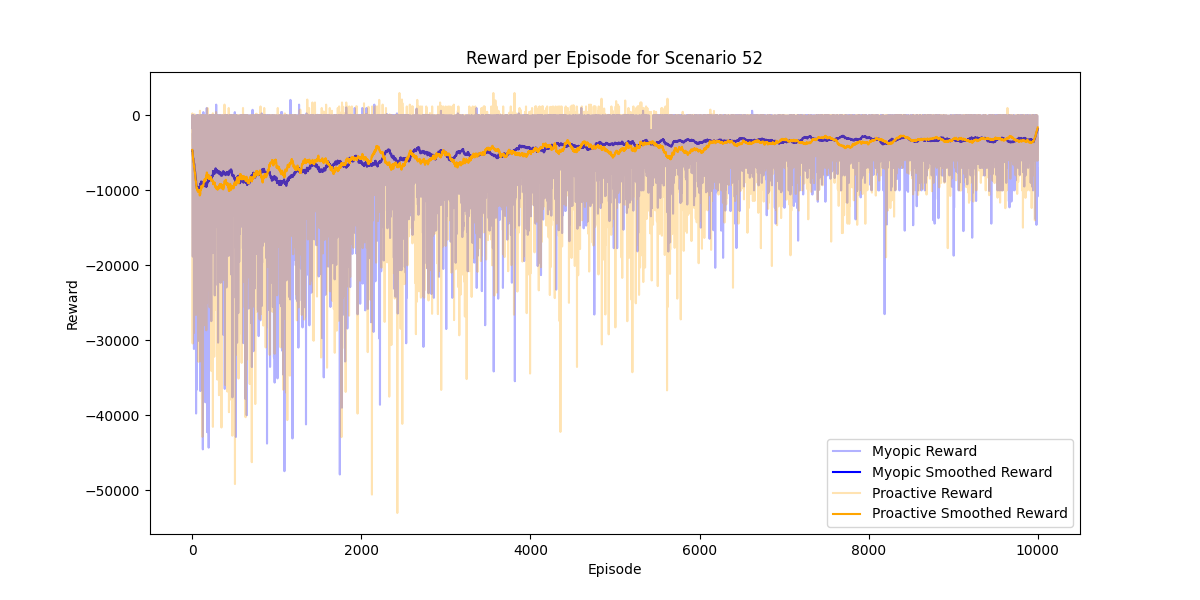 Reward per Episode for Scenario 52
0
−10000
−20000
−30000
−40000
−50000
Reward
0
2000
4000
6000
8000
10000
Episode
Myopic Reward
Myopic Smoothed Reward
Proactive Reward
Proactive Smoothed Reward